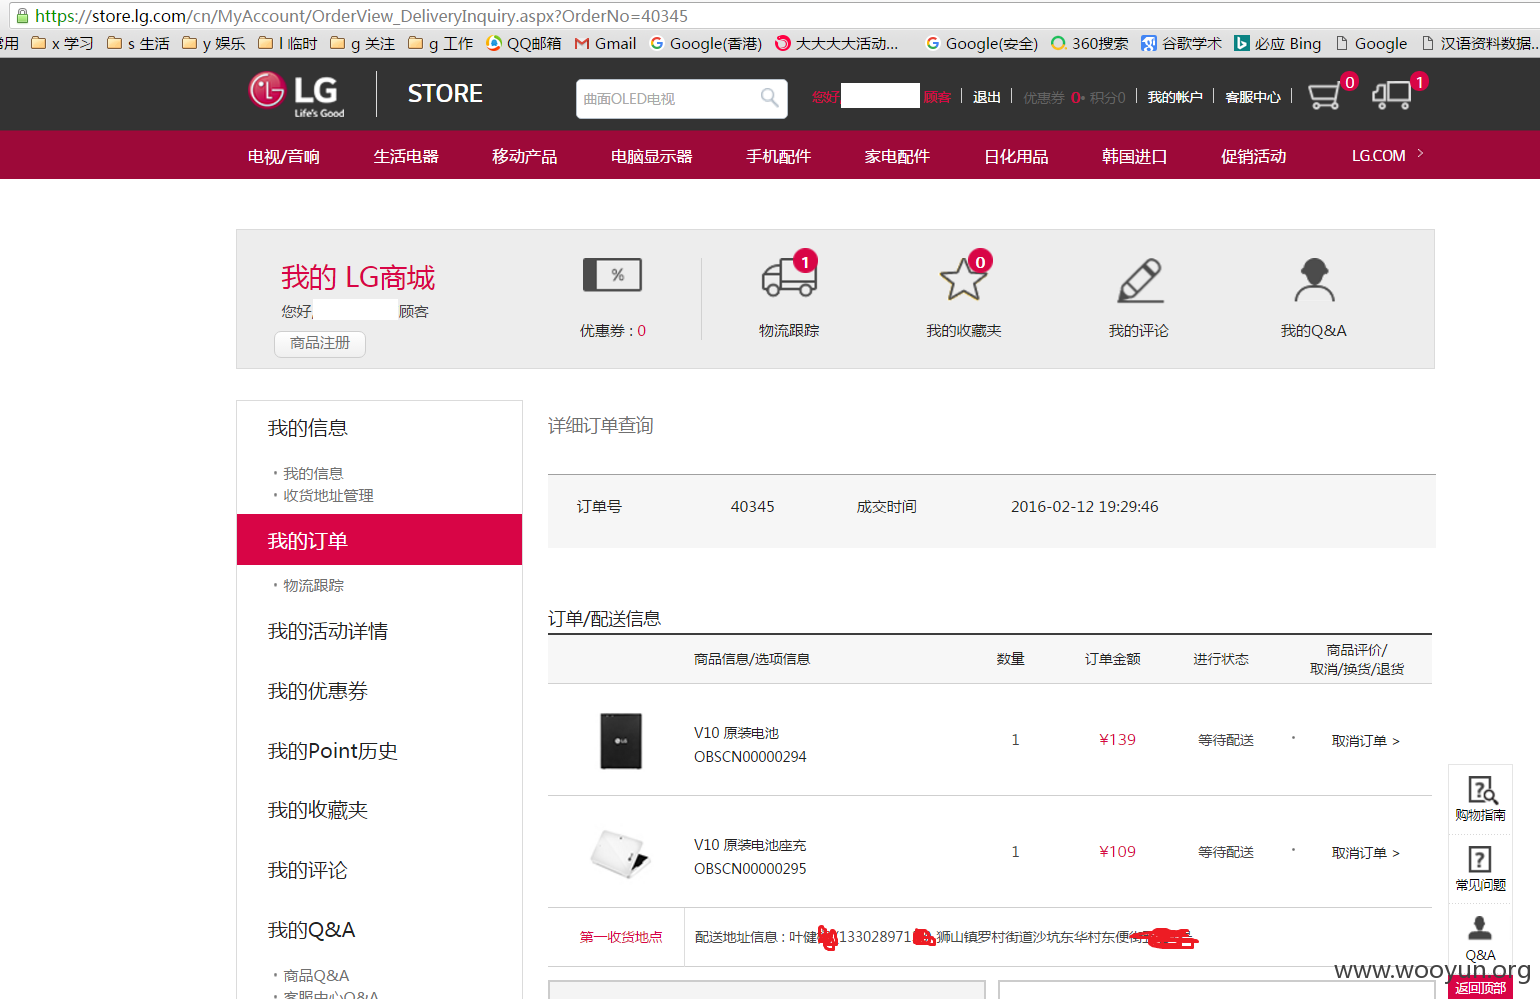 https://store.lg.com/cn/MyAccount/OrderView_DeliveryInquiry.aspx?OrderNo=40345
常用 x 学习 s 生活 y 娱乐 l 临时 g 关注 g 工作 QQ邮箱 Gmail Google(香港) 大大大大活动... Google(安全) 360搜索 谷歌学术 必应 Bing Google 汉语资料数据...
LG STORE
Life's Good
曲面OLED电视
您好 顾客 退出 优惠券 0 积分0 我的帐户 客服中心 0 1
电视/音响 生活电器 移动产品 电脑显示器 手机配件 家电配件 日化用品 韩国进口 促销活动 LG.COM >
我的 LG商城
您好, 顾客
商品注册
%
优惠券 : 0
1
物流跟踪
0
我的收藏夹
我的评论
我的Q&A
我的信息
· 我的信息
· 收货地址管理
我的订单
· 物流跟踪
我的活动详情
我的优惠券
我的Point历史
我的收藏夹
我的评论
我的Q&A
· 商品Q&A
· 客服中心Q&A
详细订单查询
订单号 40345 成交时间 2016-02-12 19:29:46
订单/配送信息
商品信息/选项信息 数量 订单金额 进行状态 商品评价/
取消/换货/退货
LG
V10 原装电池
OBSCN00000294
1 ¥139 等待配送 · 取消订单 >
V10 原装电池座充
OBSCN00000295
1 ¥109 等待配送 · 取消订单 >
第一收货地点 配送地址信息 : 叶健 /133028971 狮山镇罗村街道沙坑东华村东便街
购物指南
常见问题
Q&A
返回顶部
www.wooyun.org